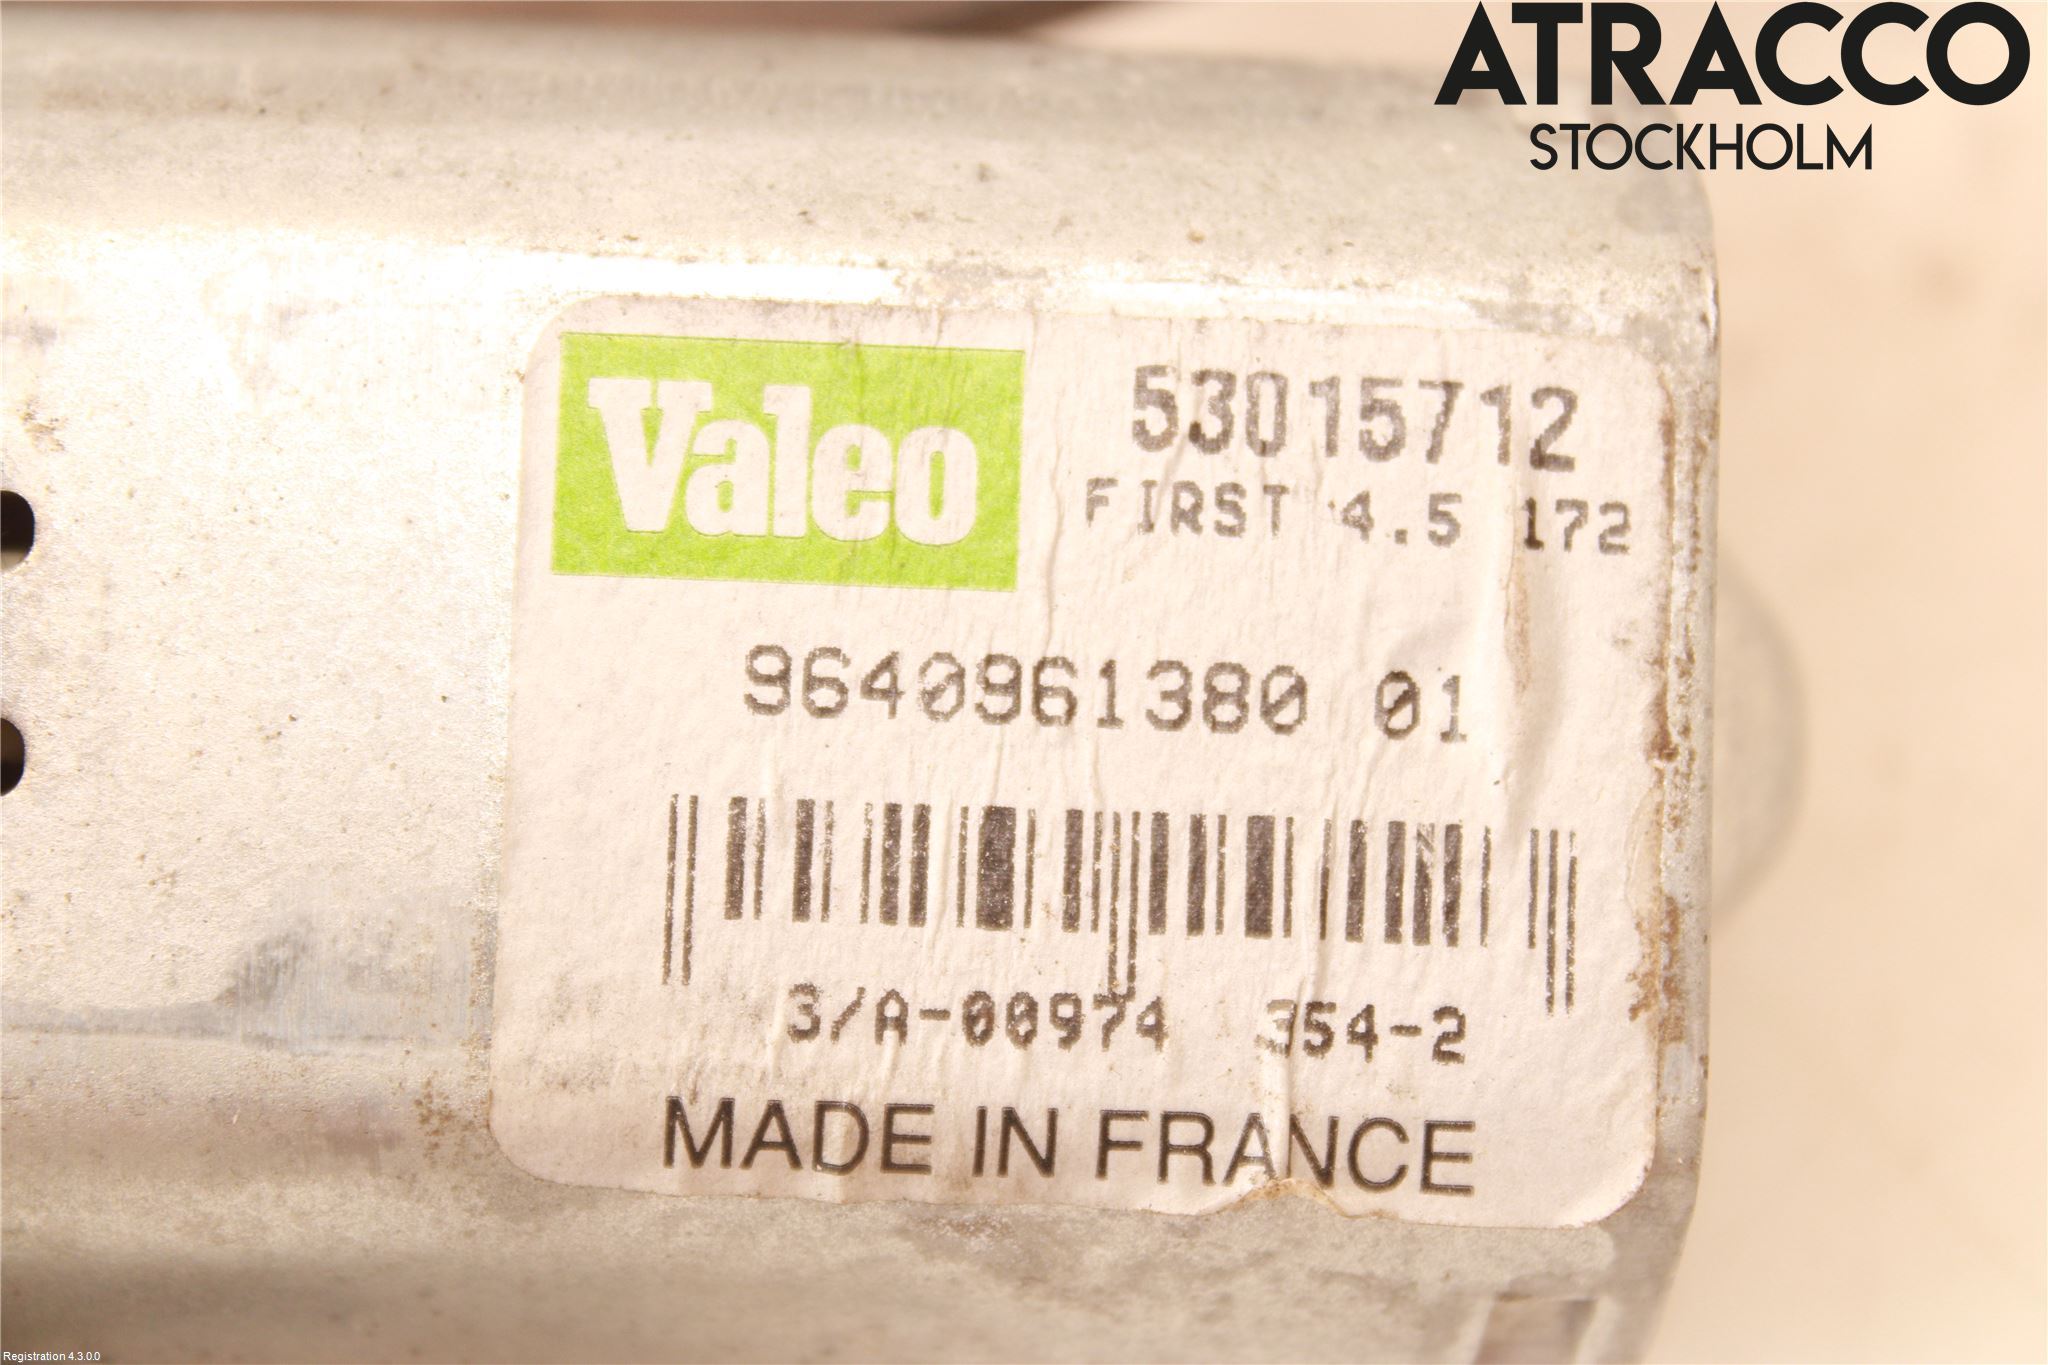 ATRACCO
STOCKHOLM
Valeo
53015712
FIRST 4.5 172
9640961380 01
3/A-00974 354-2
MADE IN FRANCE
Registration 4.3.0.0